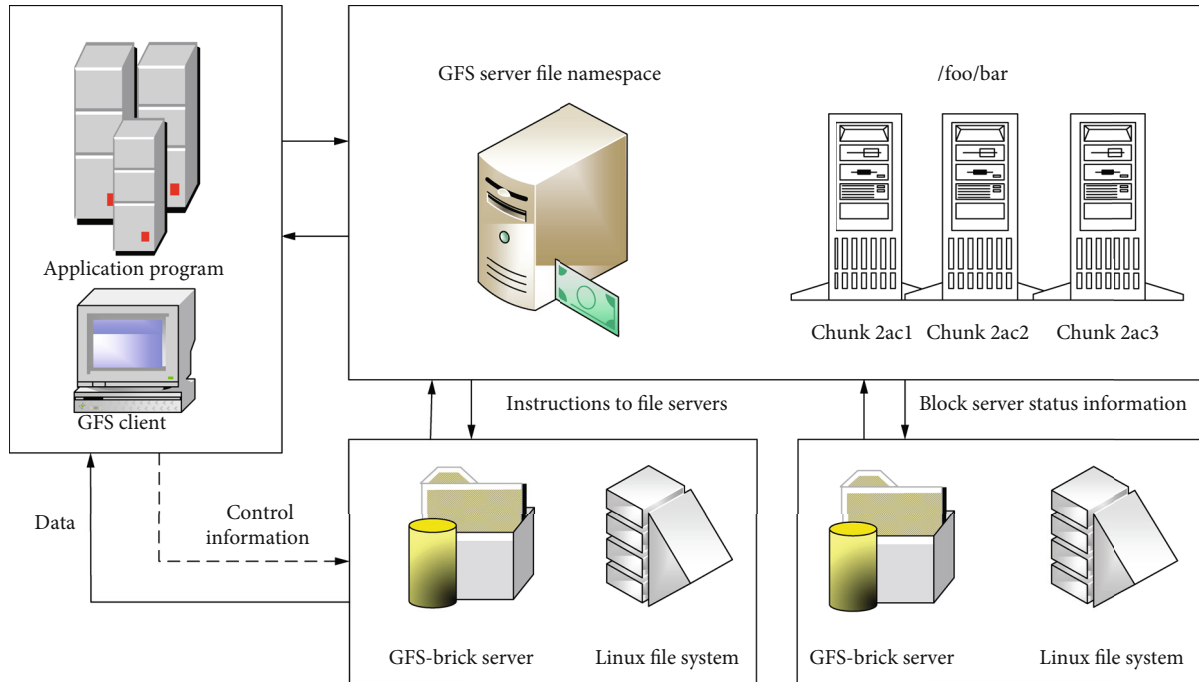 GFS server file namespace
/foo/bar
Application program
GFS client
Chunk 2ac1
Chunk 2ac2
Chunk 2ac3
Instructions to file servers
Block server status information
Data
Control
information
GFS-brick server
Linux file system
GFS-brick server
Linux file system